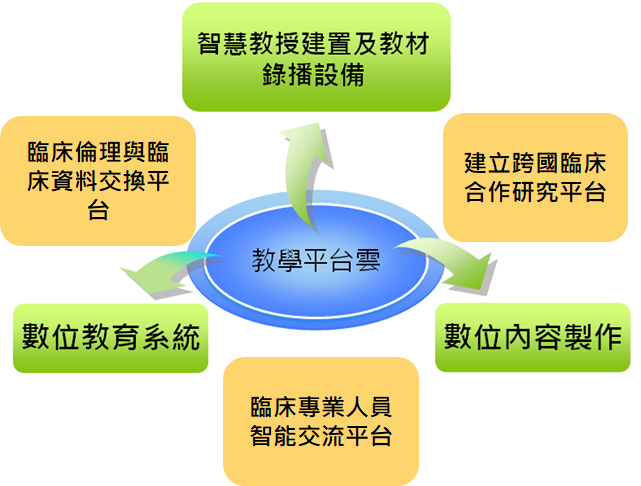 智慧教授建置及教材
錄播設備
臨床倫理與臨
床資料交換平
台
建立跨國臨床
合作研究平台
教學平台雲
數位教育系統
數位內容製作
臨床專業人員
智能交流平台